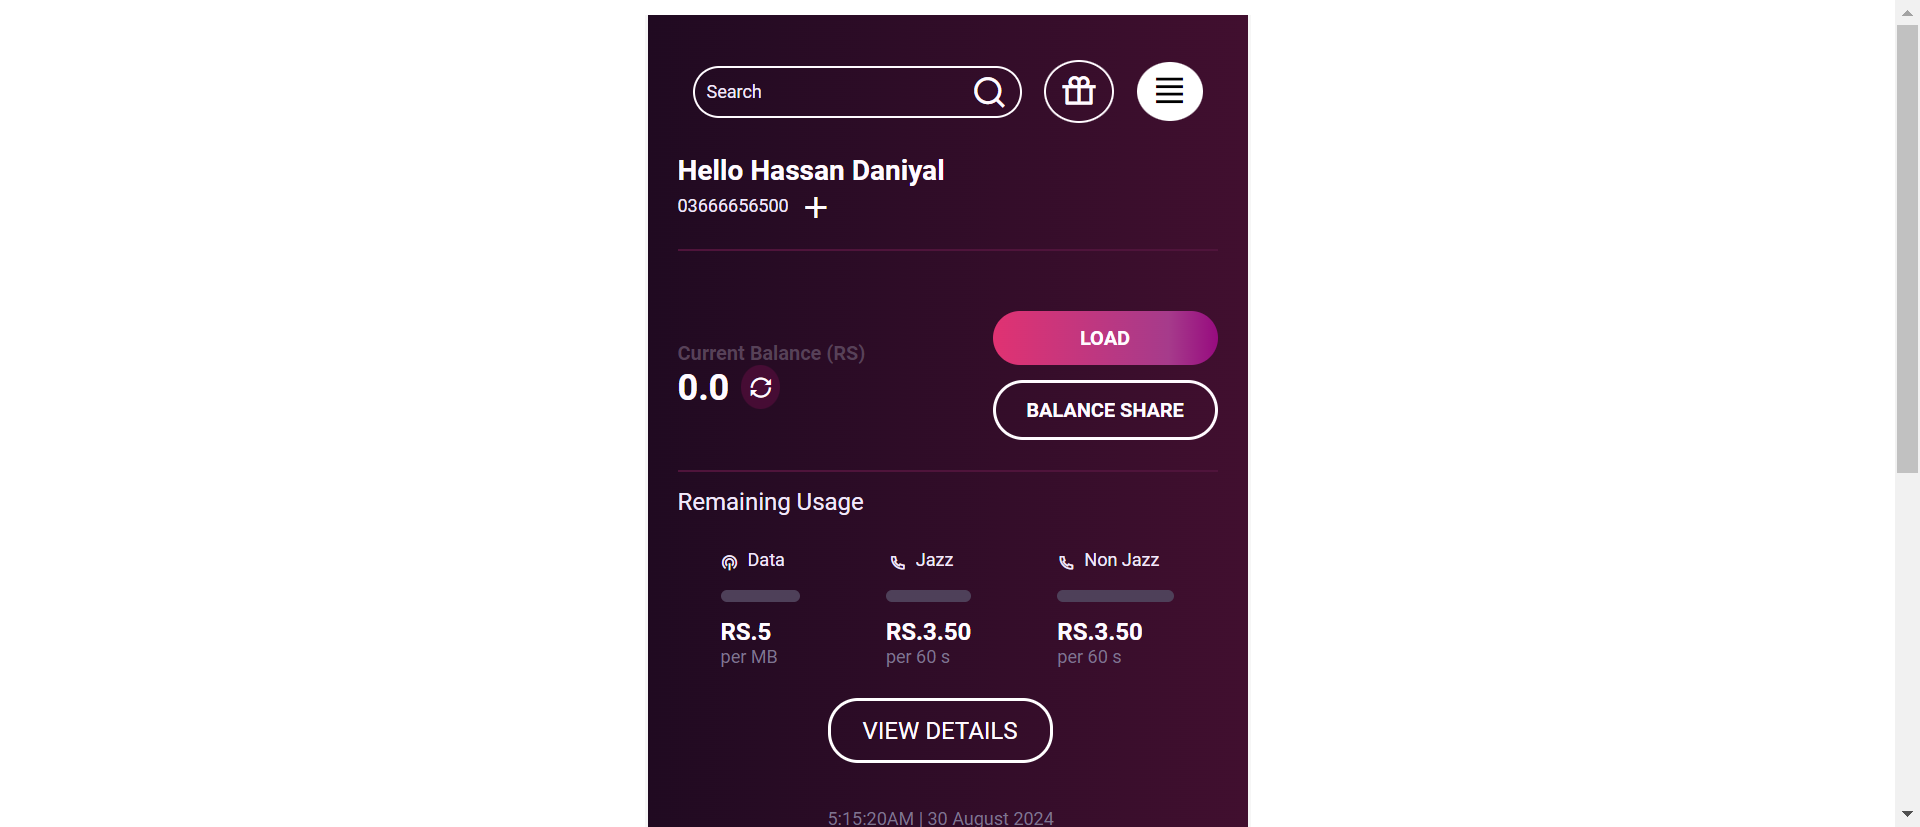 Search
Hello Hassan Daniyal
03666656500
Current Balance (RS)
0.0
LOAD
BALANCE SHARE
Remaining Usage
Data
Jazz
Non Jazz
RS.5
RS.3.50
RS.3.50
per MB
per 60 s
per 60 s
VIEW DETAILS
5:15:20AM | 30 August 2024